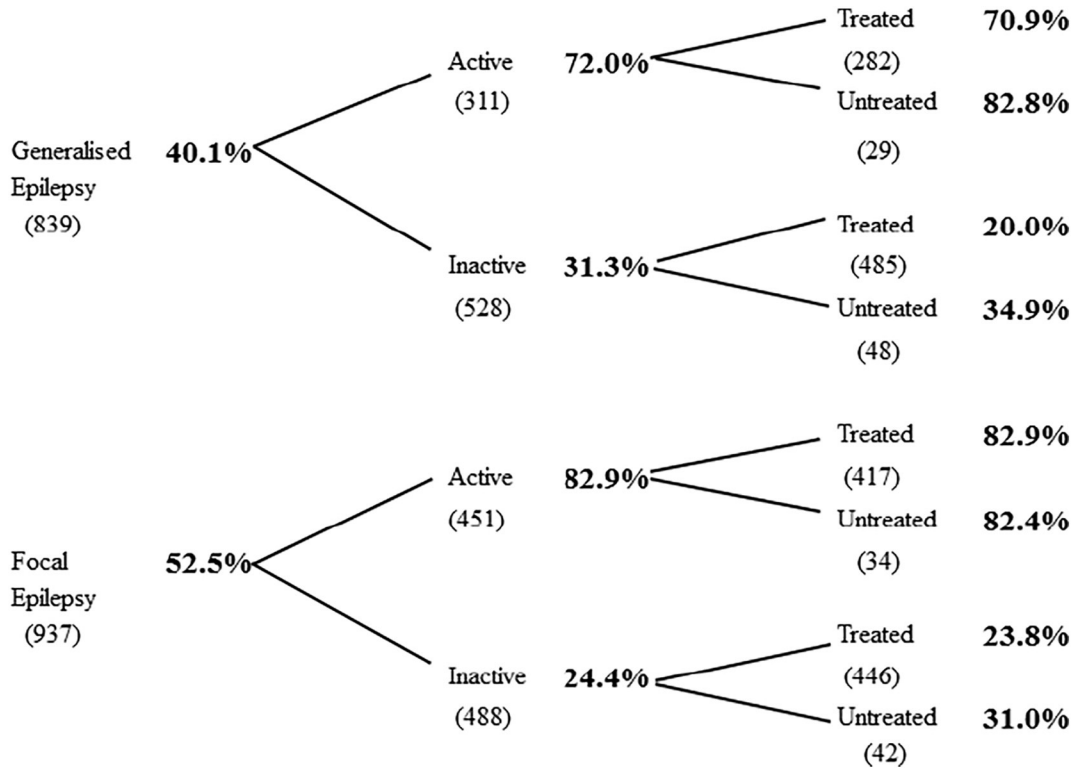 Treated 70.9%
(282)
Active 72.0%
(311)
Untreated 82.8%
(29)
Generalised 40.1%
Epilepsy
(839)
Treated 20.0%
(485)
Inactive 31.3%
(528)
Untreated 34.9%
(48)
Treated 82.9%
(417)
Active 82.9%
(451)
Untreated 82.4%
(34)
Focal 52.5%
Epilepsy
(937)
Treated 23.8%
(446)
Inactive 24.4%
(488)
Untreated 31.0%
(42)